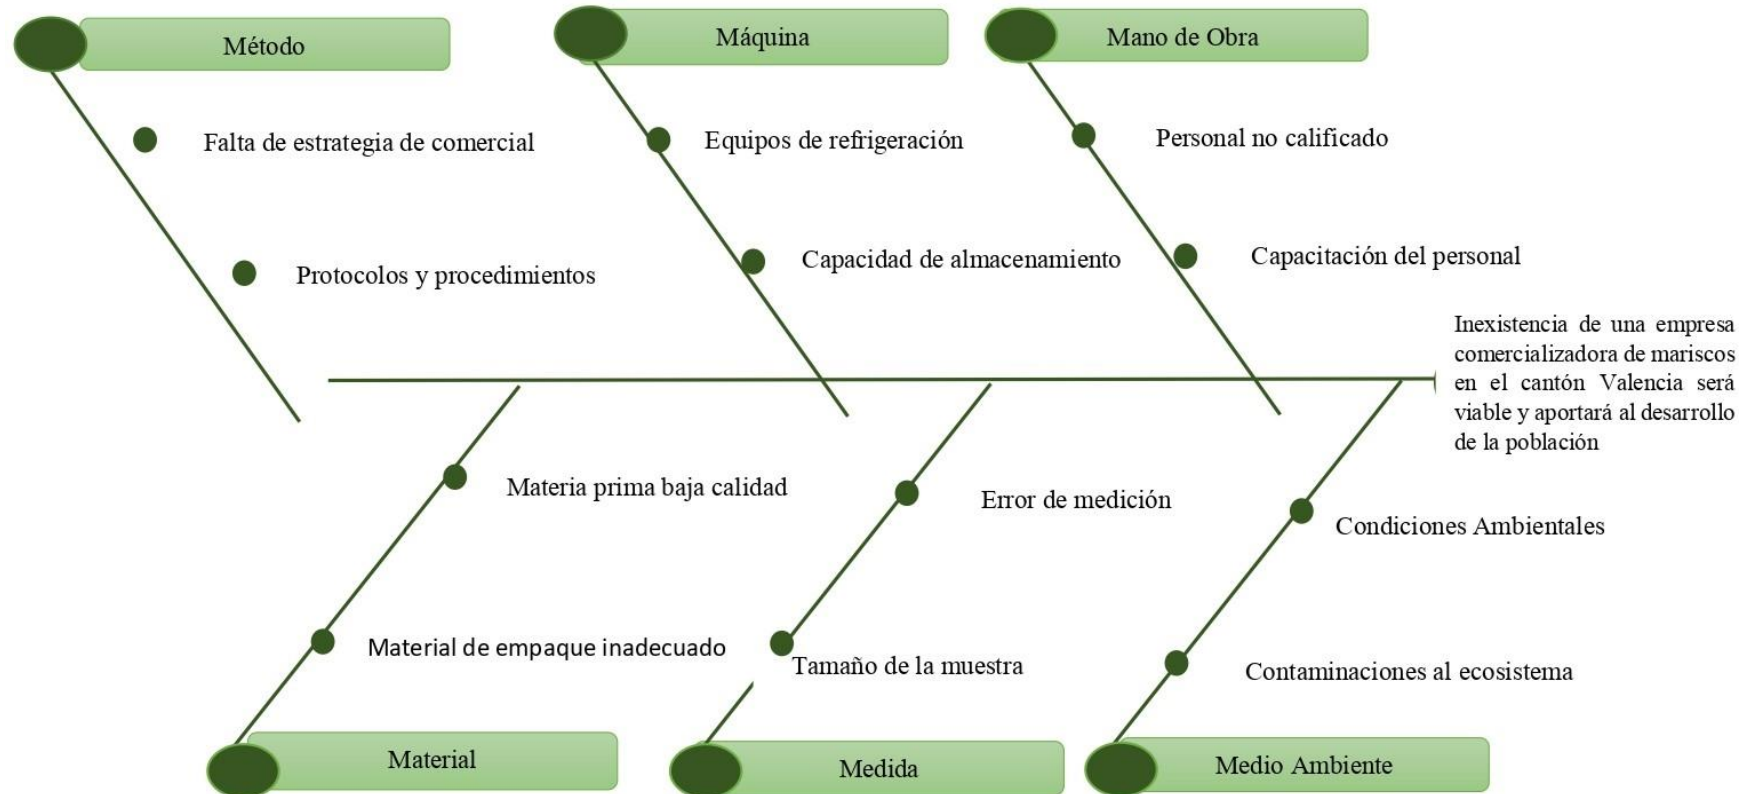 Método
Máquina
Mano de Obra
Falta de estrategia de comercial
Equipos de refrigeración
Personal no calificado
Protocolos y procedimientos
Capacidad de almacenamiento
Capacitación del personal
Inexistencia de una empresa
comercializadora de mariscos
en el cantón Valencia será
viable y aportará al desarrollo
de la población
Materia prima baja calidad
Error de medición
Condiciones Ambientales
Material de empaque inadecuado
Tamaño de la muestra
Contaminaciones al ecosistema
Material
Medida
Medio Ambiente